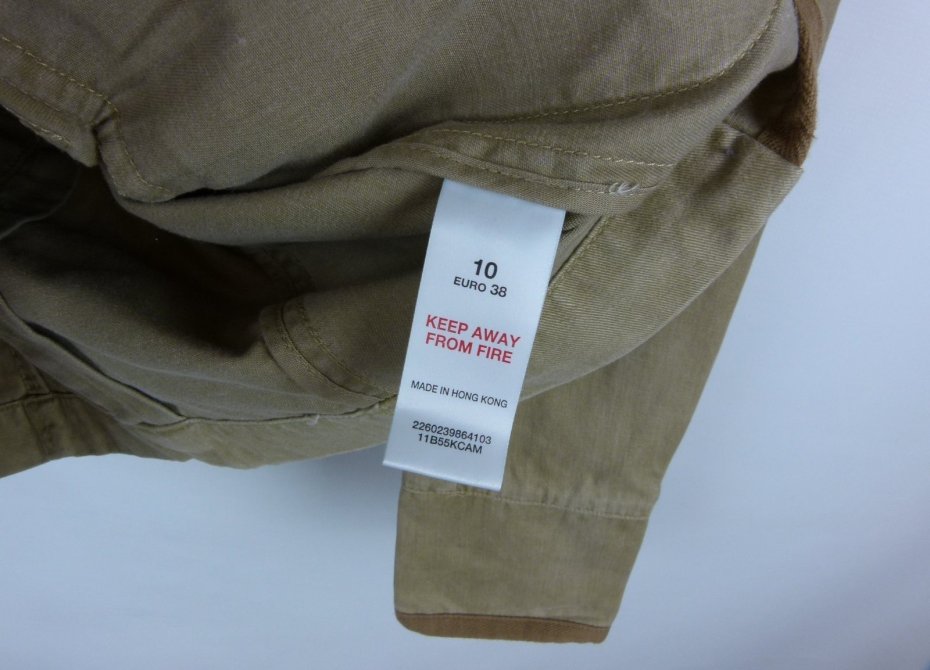 10
EURO 38
KEEP AWAY
FROM FIRE
MADE IN HONG KONG
2260239864103
11B55KCAM